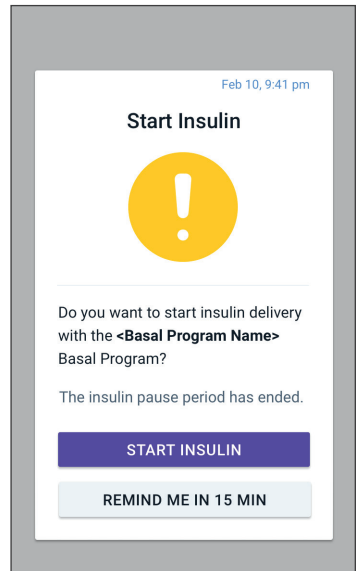 Feb 10, 9:41 pm
Start Insulin
Do you want to start insulin delivery
with the <Basal Program Name>
Basal Program?
The insulin pause period has ended.
START INSULIN
REMIND ME IN 15 MIN